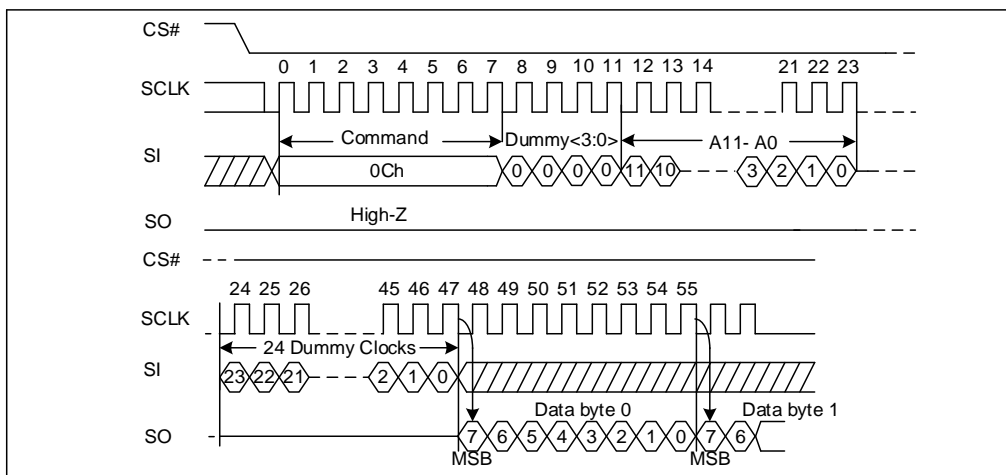 CS#
0 1 2 3 4 5 6 7 8 9 10 11 12 13 14 21 22 23
SCLK
Command Dummy<3:0> A11- A0
SI
0Ch 0 0 0 0 11 10 3 2 1 0
High-Z
SO
CS#
24 25 26 45 46 47 48 49 50 51 52 53 54 55
SCLK
24 Dummy Clocks
SI
23 22 21 2 1 0
Data byte 0 Data byte 1
SO
7 6 5 4 3 2 1 0 7 6
MSB MSB